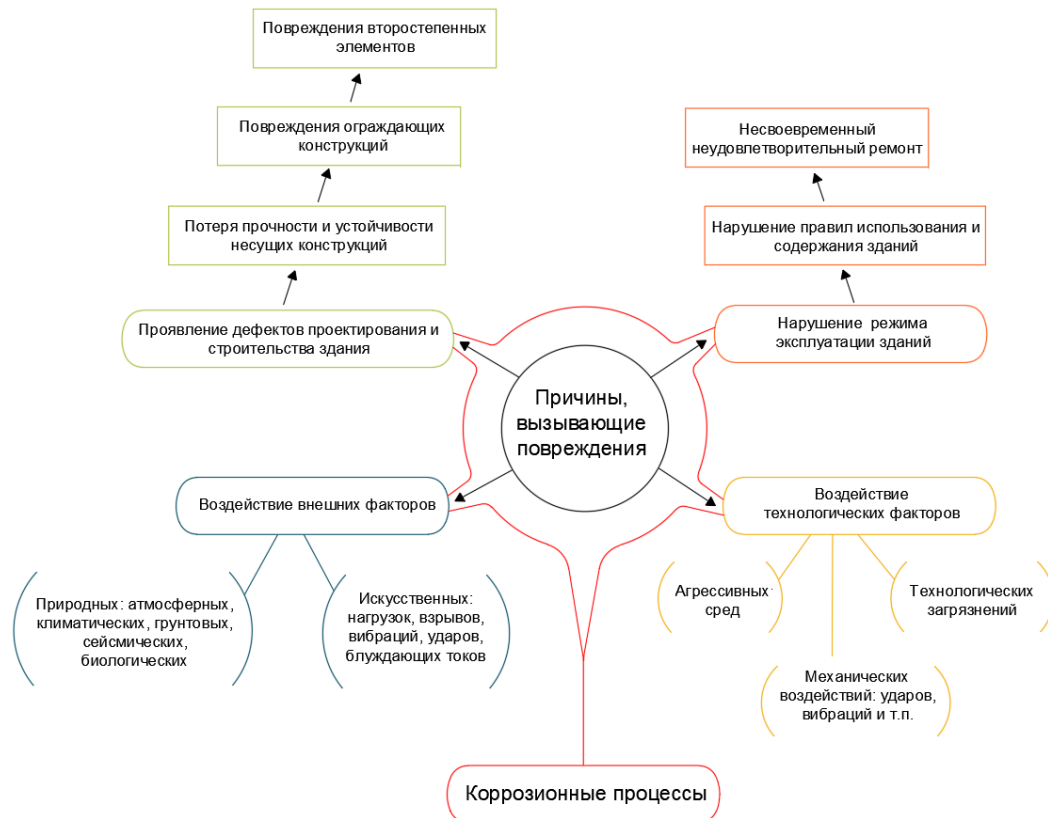 Повреждения второстепенных
элементов
Повреждения ограждающих
конструкций
Потеря прочности и устойчивости
несущих конструкций
Проявление дефектов проектирования и
строительства здания
Несвоевременный
неудовлетворительный ремонт
Нарушение правил использования и
содержания зданий
Нарушение режима
эксплуатации зданий
Причины,
вызывающие
повреждения
Воздействие внешних факторов
Природных: атмосферных,
климатических, грунтовых,
сейсмических,
биологических
Искусственных:
нагрузок, взрывов,
вибраций, ударов,
блуждающих токов
Воздействие
технологических факторов
Агрессивных
сред
Механических
воздействий: ударов,
вибраций и т.п.
Технологических
загрязнений
Коррозионные процессы